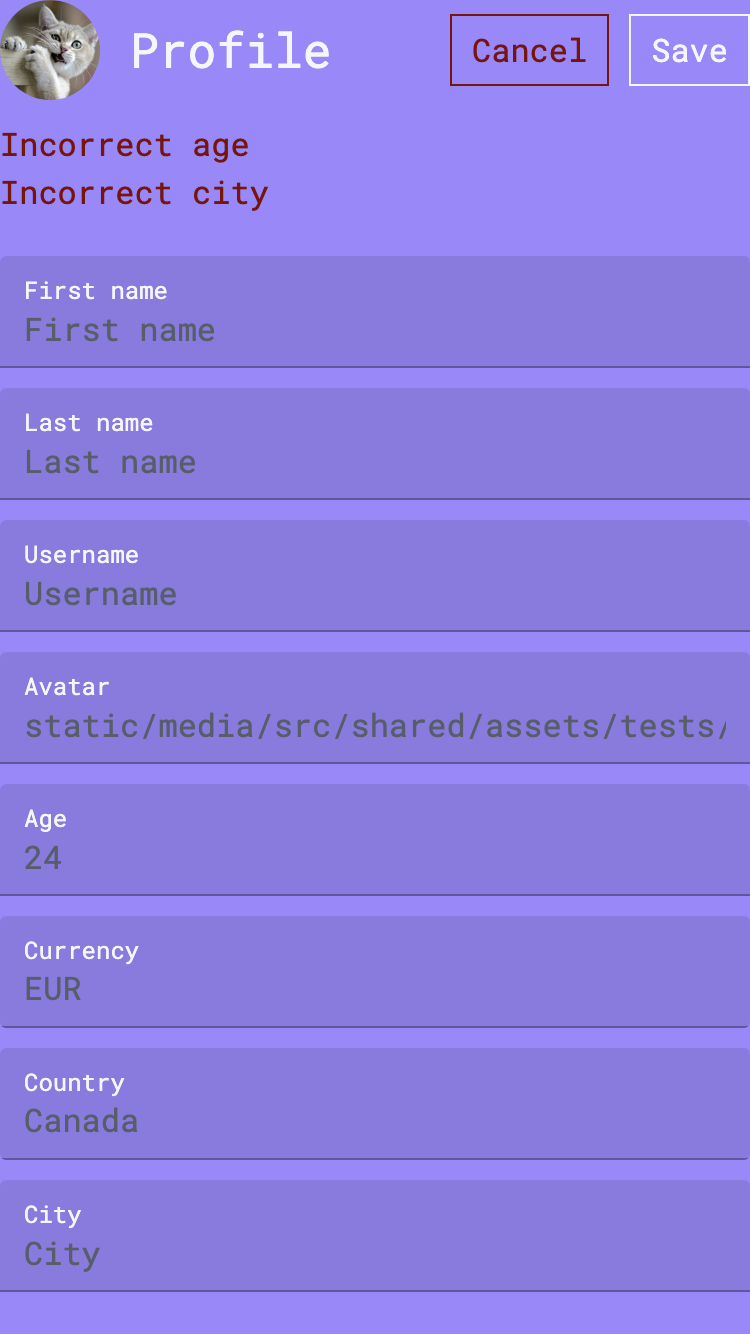 Profile
Cancel
Save
Incorrect age
Incorrect city
First name
First name
Last name
Last name
Username
Username
Avatar
static/media/src/shared/assets/tests/
Age
24
Currency
EUR
Country
Canada
City
City